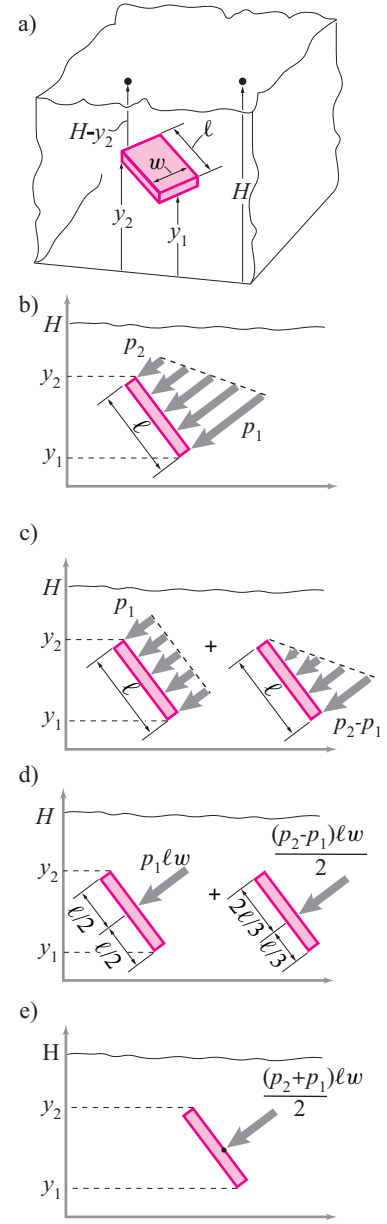 a)
H-y2
ℓ
w
y2
y1
H
b)
H
p2
y2
p1
ℓ
y1
c)
H
p1
y2
+
ℓ
ℓ
y1
p2-p1
d)
H
(p2-p1)ℓw
2
p1ℓw
y2
+
ℓ/2
2ℓ/3
y1
ℓ/2
ℓ/3
e)
H
(p2+p1)ℓw
2
y2
y1